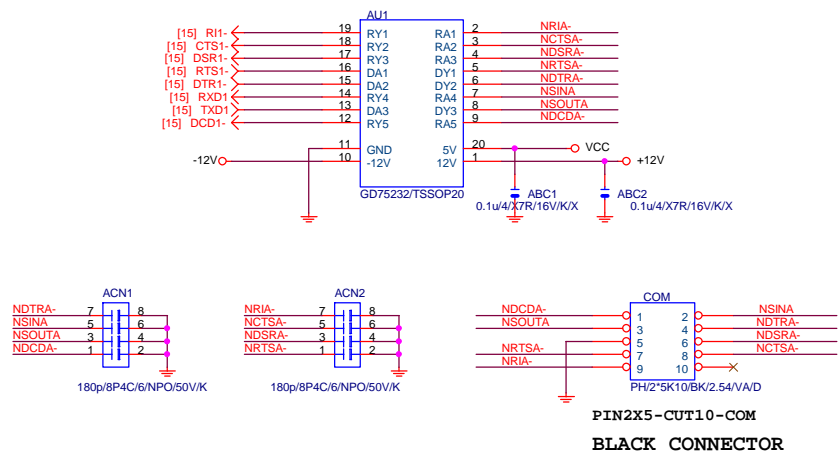 AU1
[15] RI1- 19 RY1 RA1 2 NRIA-
[15] CTS1- 18 RY2 RA2 3 NCTSA-
[15] DSR1- 17 RY3 RA3 4 NDSRA-
[15] RTS1- 16 DA1 DY1 5 NRTSA-
[15] DTR1- 15 DA2 DY2 6 NDTRA-
[15] RXD1 14 RY4 RA4 7 NSINA
[15] TXD1 13 DA3 DY3 8 NSOUTA
[15] DCD1- 12 RY5 RA5 9 NDCDA-
11 GND 5V 20 VCC
-12V 10 -12V 12V 1 +12V
GD75232/TSSOP20
ABC1
0.1u/4/X7R/16V/K/X
ABC2
0.1u/4/X7R/16V/K/X
ACN1
NDTRA- 7 8
NSINA 5 6
NSOUTA 3 4
NDCDA- 1 2
180p/8P4C/6/NPO/50V/K
ACN2
NRIA- 7 8
NCTSA- 5 6
NDSRA- 3 4
NRTSA- 1 2
180p/8P4C/6/NPO/50V/K
COM
NDCDA- 1 2 NSINA
NSOUTA 3 4 NDTRA-
5 6 NDSRA-
NRTSA- 7 8 NCTSA-
NRIA- 9 10
PH/2*5K10/BK/2.54/VA/D
PIN2X5-CUT10-COM
BLACK CONNECTOR